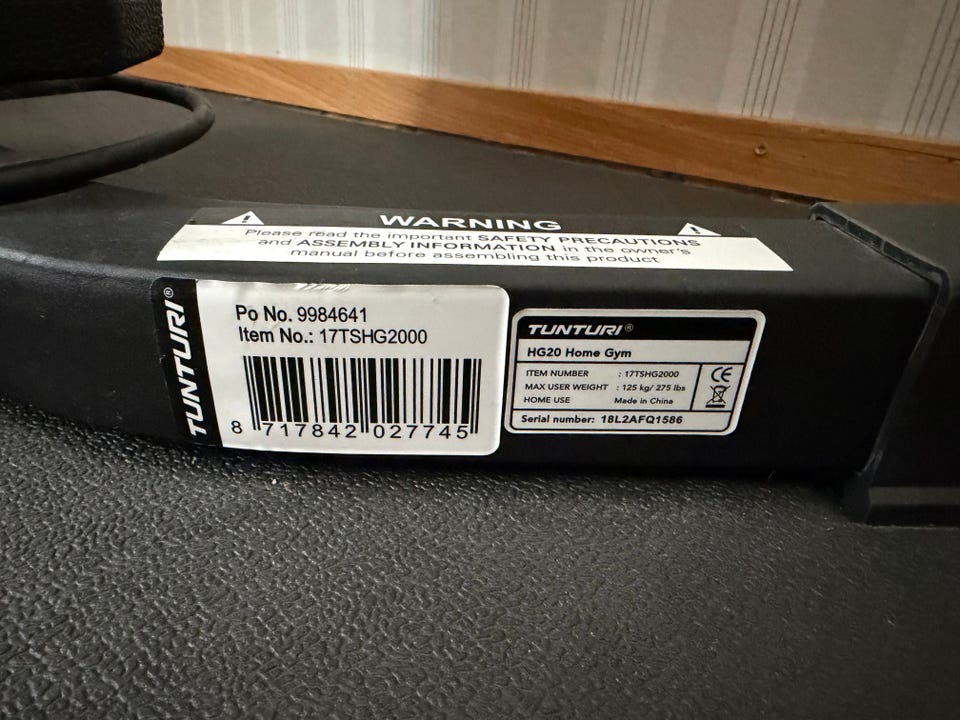 WARNING
Please read the important SAFETY PRECAUTIONS
and ASSEMBLY INFORMATION in the owner's
manual before assembling this product
TUNTURI®
Po No. 9984641
Item No.: 17TSHG2000
8 717842 027745
TUNTURI®
HG20 Home Gym
ITEM NUMBER : 17TSHG2000
MAX USER WEIGHT : 125 kg/ 275 lbs
HOME USE Made in China
CE
Serial number: 18L2AFQ1586